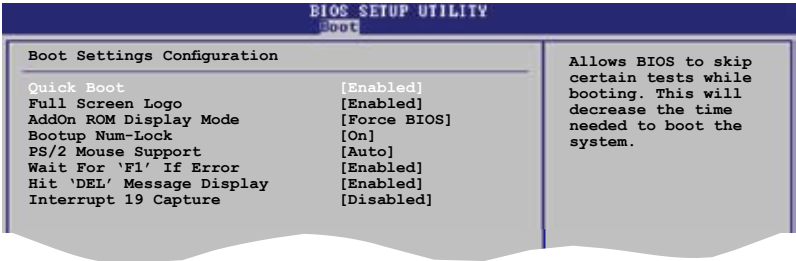 BIOS SETUP UTILITY
Boot
Boot Settings Configuration
Quick Boot [Enabled]
Full Screen Logo [Enabled]
AddOn ROM Display Mode [Force BIOS]
Bootup Num-Lock [On]
PS/2 Mouse Support [Auto]
Wait For ‘F1’ If Error [Enabled]
Hit ‘DEL’ Message Display [Enabled]
Interrupt 19 Capture [Disabled]
Allows BIOS to skip
certain tests while
booting. This will
decrease the time
needed to boot the
system.